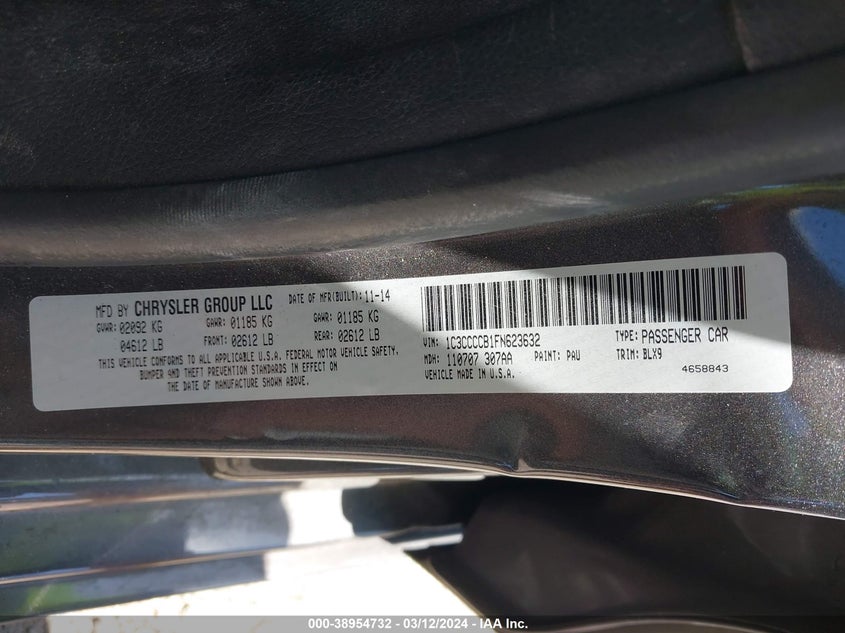 MFD BY CHRYSLER GROUP LLC DATE OF MFR(BUILT):11-14
GVWR: 02092 KG GAWR: 01185 KG GAWR: 01185 KG
04612 LB FRONT: 02612 LB REAR: 02612 LB
THIS VEHICLE CONFORMS TO ALL APPLICABLE U.S.A. FEDERAL MOTOR VEHICLE SAFETY,
BUMPER AND THEFT PREVENTION STANDARDS IN EFFECT ON
THE DATE OF MANUFACTURE SHOWN ABOVE.
VIN: 1C3CCCCB1FN623632 TYPE: PASSENGER CAR
MDH: 110707 307AA PAINT: PAU TRIM: BLX9
VEHICLE MADE IN U.S.A. 4658843
000-38954732 - 03/12/2024 - IAA Inc.